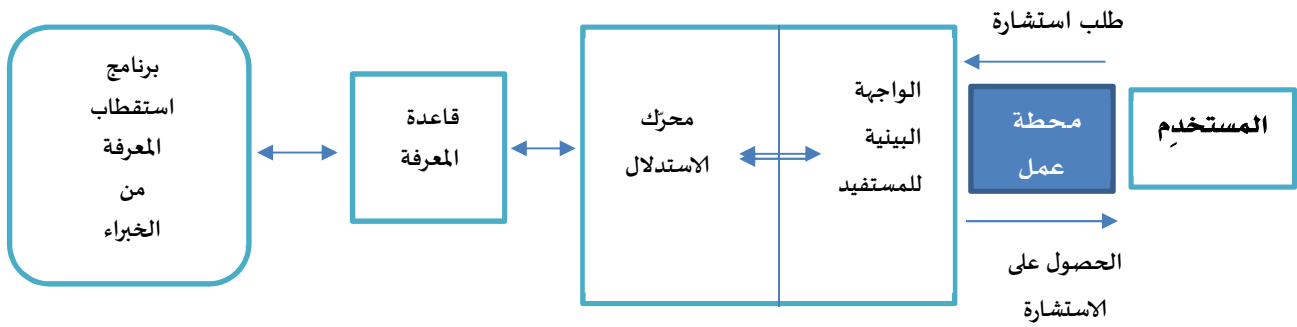 طلب استشارة
المستخدِم
محطة
عمل
الحصول على
الاستشارة
الواجهة
البينية
للمستفيد
محرّك
الاستدلال
قاعدة
المعرفة
برنامج
استقطاب
المعرفة
من
الخبراء